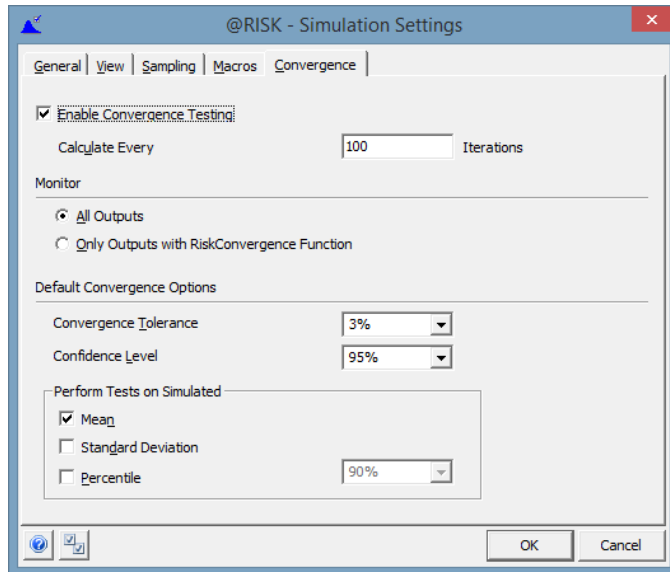 @RISK - Simulation Settings
General View Sampling Macros Convergence
Enable Convergence Testing
Calculate Every 100 Iterations
Monitor
All Outputs
Only Outputs with RiskConvergence Function
Default Convergence Options
Convergence Tolerance 3%
Confidence Level 95%
Perform Tests on Simulated
Mean
Standard Deviation
Percentile 90%
OK Cancel